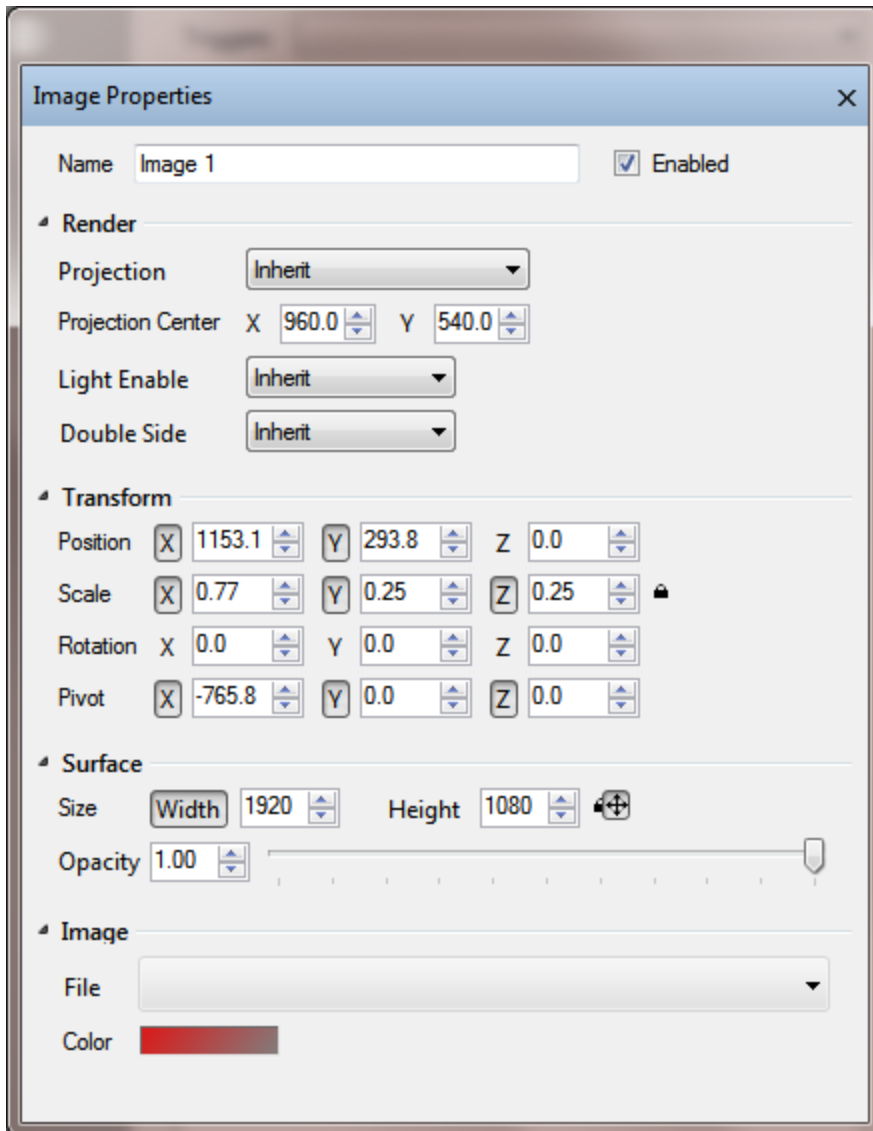 Image Properties
Name Image 1 Enabled
Render
Projection Inherit
Projection Center X 960.0 Y 540.0
Light Enable Inherit
Double Side Inherit
Transform
Position X 1153.1 Y 293.8 Z 0.0
Scale X 0.77 Y 0.25 Z 0.25
Rotation X 0.0 Y 0.0 Z 0.0
Pivot X -765.8 Y 0.0 Z 0.0
Surface
Size Width 1920 Height 1080
Opacity 1.00
Image
File
Color